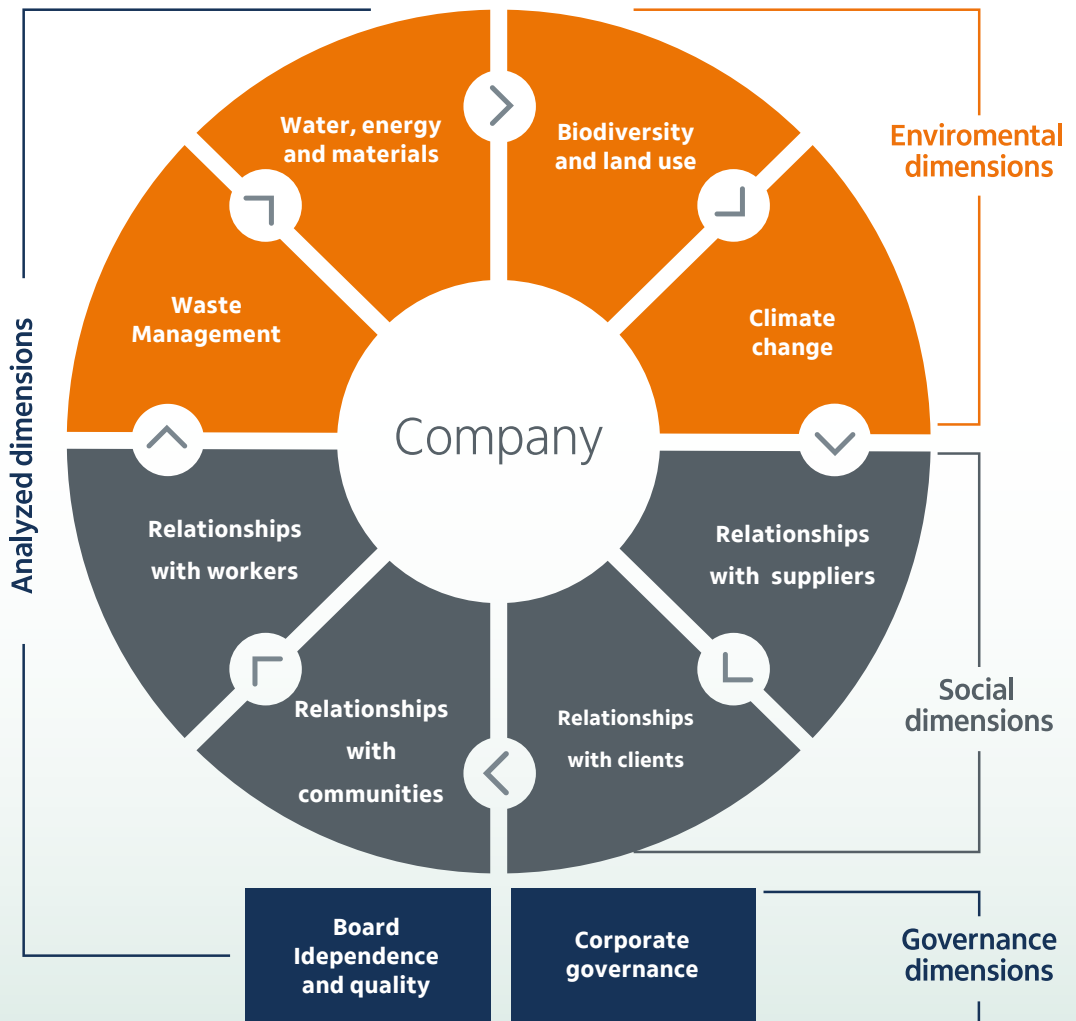 Water, energy
and materials
Biodiversity
and land use
Enviromental
dimensions
Waste
Management
Climate
change
Analyzed dimensions
Company
Relationships
with workers
Relationships
with suppliers
Relationships
with
communities
Relationships
with clients
Social
dimensions
Board
Idependence
and quality
Corporate
governance
Governance
dimensions